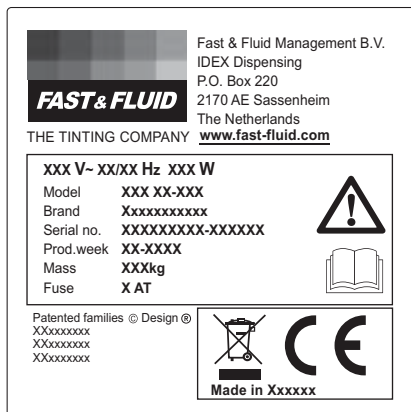 FAST & FLUID
THE TINTING COMPANY
Fast & Fluid Management B.V.
IDEX Dispensing
P.O. Box 220
2170 AE Sassenheim
The Netherlands
www.fast-fluid.com
XXX V~ XX/XX Hz XXX W
Model XXX XX-XXX
Brand Xxxxxxxxxxx
Serial no. XXXXXXXXX-XXXXXX
Prod.week XX-XXXX
Mass XXXkg
Fuse X AT
Patented families © Design ®
XXxxxxxxx
XXxxxxxxx
XXxxxxxxx
CE
Made in Xxxxxx